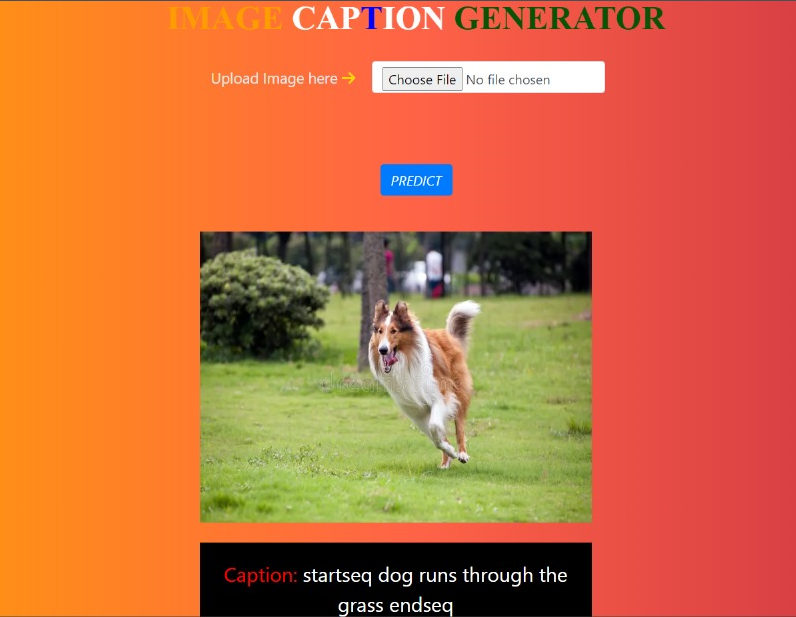 IMAGE CAPTION GENERATOR
Upload Image here → Choose File No file chosen
PREDICT
Caption: startseq dog runs through the
grass endseq